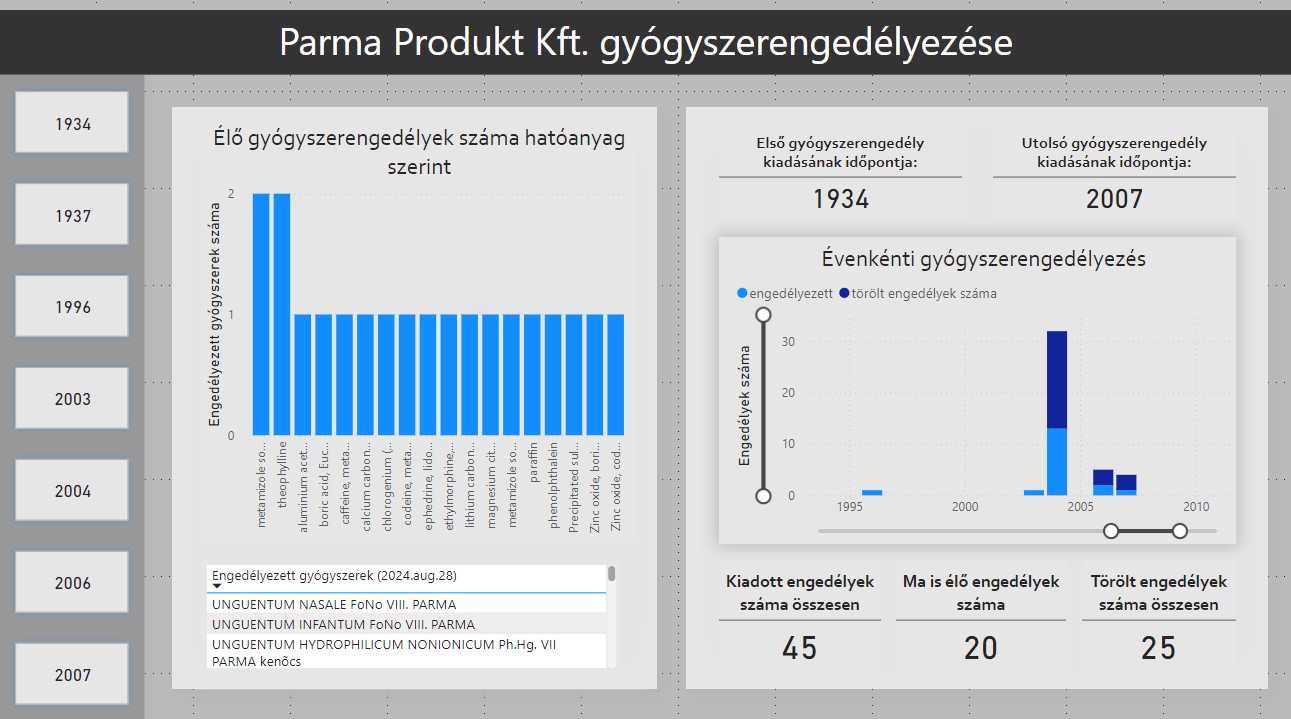 Parma Produkt Kft. gyógyszerengedélyezése
1934
1937
1996
2003
2004
2006
2007
Élő gyógyszerengedélyek száma hatóanyag
szerint
Engedélyezett gyógyszerek száma
2
1
0
metamizole so...
theophylline
aluminium acet...
boric acid, Euc...
caffeine, meta...
calcium carbon...
chlorogenium (...
codeine, meta...
ephedrine, lido...
ethylmorphine,...
lithium carbon...
magnesium cit...
metamizole so...
paraffin
phenolphthalein
Precipitated sul...
Zinc oxide, bori...
Zinc oxide, cod...
Engedélyezett gyógyszerek (2024.aug.28)
UNGUENTUM NASALE FoNo VIII. PARMA
UNGUENTUM INFANTUM FoNo VIII. PARMA
UNGUENTUM HYDROPHILICUM NONIONICUM Ph.Hg. VII
PARMA kenőcs
Első gyógyszerengedély
kiadásának időpontja:
1934
Utolsó gyógyszerengedély
kiadásának időpontja:
2007
Évenkénti gyógyszerengedélyezés
engedélyezett törölt engedélyek száma
Engedélyek száma
30
20
10
0
1995 2000 2005 2010
Kiadott engedélyek
száma összesen
45
Ma is élő engedélyek
száma
20
Törölt engedélyek
száma összesen
25